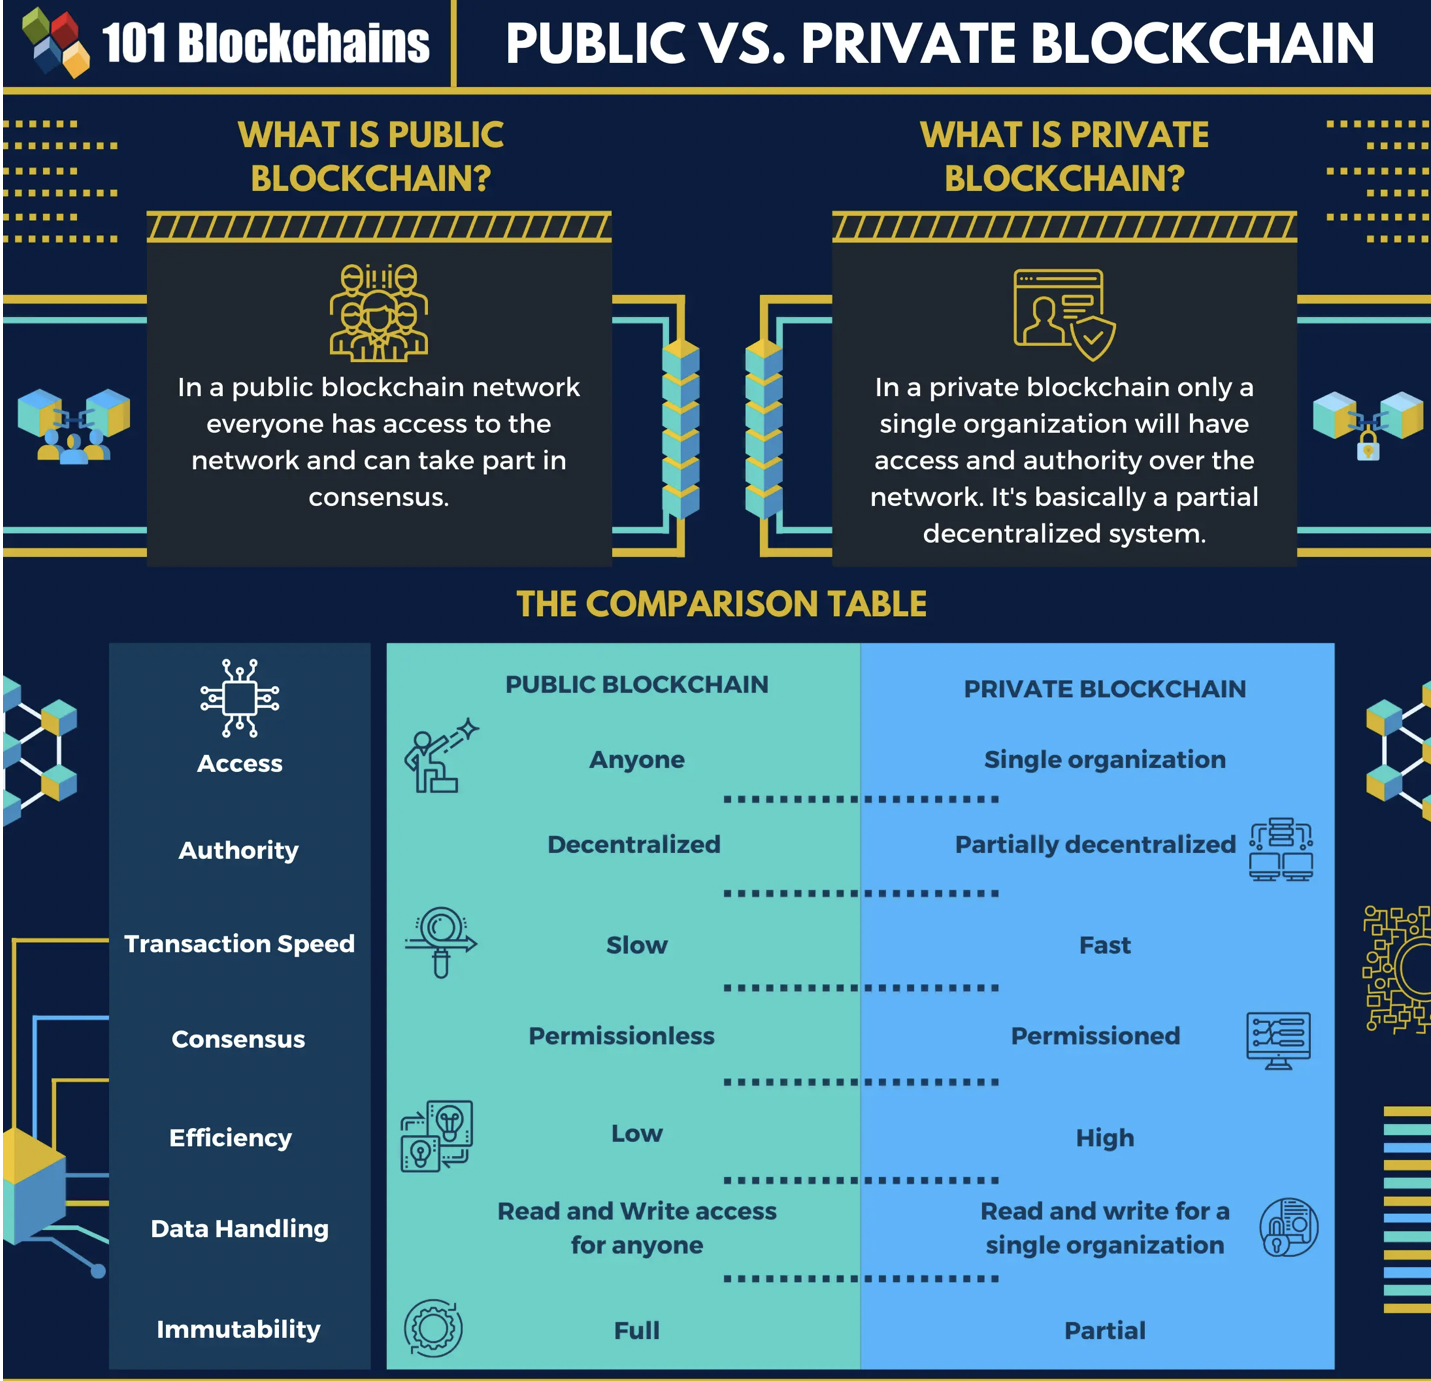 101 Blockchains
PUBLIC VS. PRIVATE BLOCKCHAIN
WHAT IS PUBLIC
BLOCKCHAIN?
In a public blockchain network
everyone has access to the
network and can take part in
consensus.
WHAT IS PRIVATE
BLOCKCHAIN?
In a private blockchain only a
single organization will have
access and authority over the
network. It's basically a partial
decentralized system.
THE COMPARISON TABLE
PUBLIC BLOCKCHAIN
PRIVATE BLOCKCHAIN
Access
Anyone
Single organization
Authority
Decentralized
Partially decentralized
Transaction Speed
Slow
Fast
Consensus
Permissionless
Permissioned
Efficiency
Low
High
Data Handling
Read and Write access
for anyone
Read and write for a
single organization
Immutability
Full
Partial